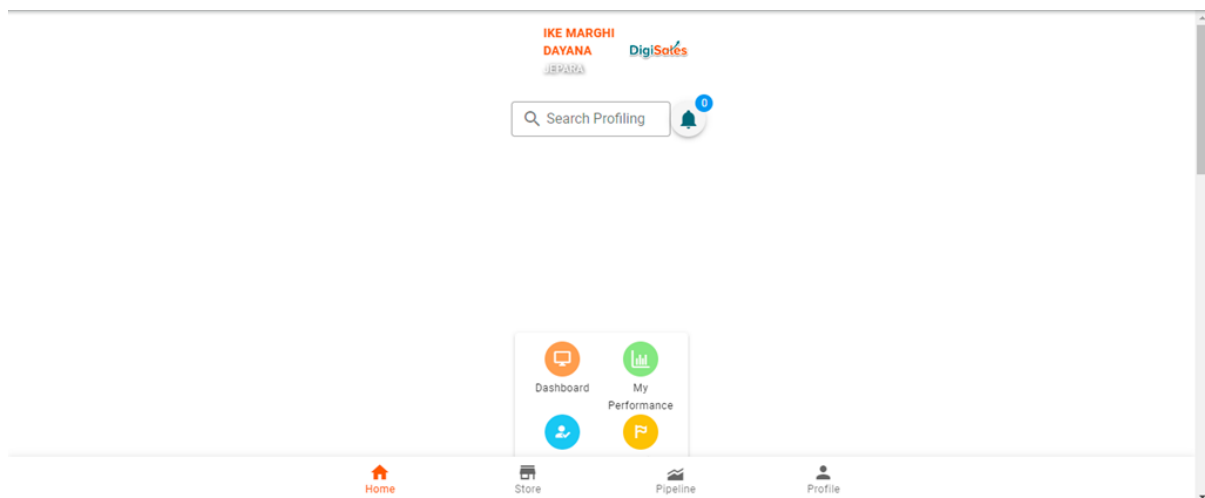 IKE MARGHI
DAYANA
JEPARA
DigiSales
Search Profiling
0
Dashboard
My
Performance
Home
Store
Pipeline
Profile